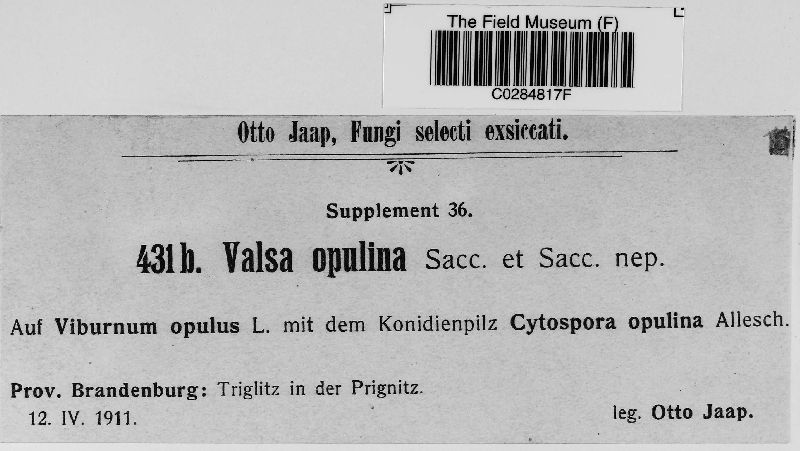 The Field Museum (F)
C0284817F
Otto Jaap, Fungi selecti exsiccati.
Supplement 36.
431 b. Valsa opulina Sacc. et Sacc. nep.
Auf Viburnum opulus L. mit dem Konidienpilz Cytospora opulina Allesch.
Prov. Brandenburg: Triglitz in der Prignitz.
12. IV. 1911. leg. Otto Jaap.